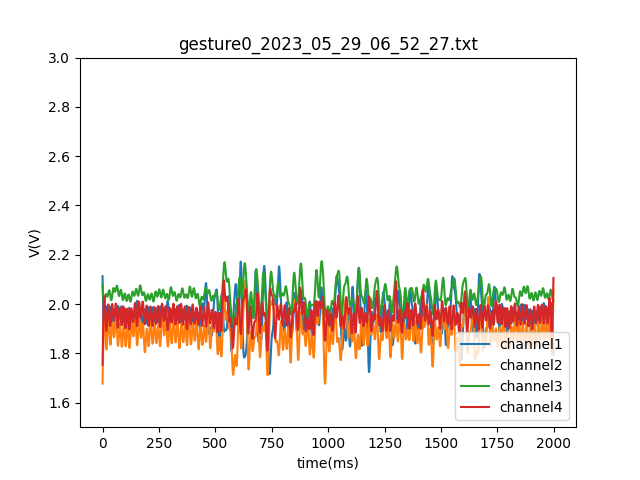 gesture0_2023_05_29_06_52_27.txt
3.0
2.8
2.6
2.4
2.2
2.0
1.8
1.6
V(V)
channel1
channel2
channel3
channel4
0 250 500 750 1000 1250 1500 1750 2000
time(ms)